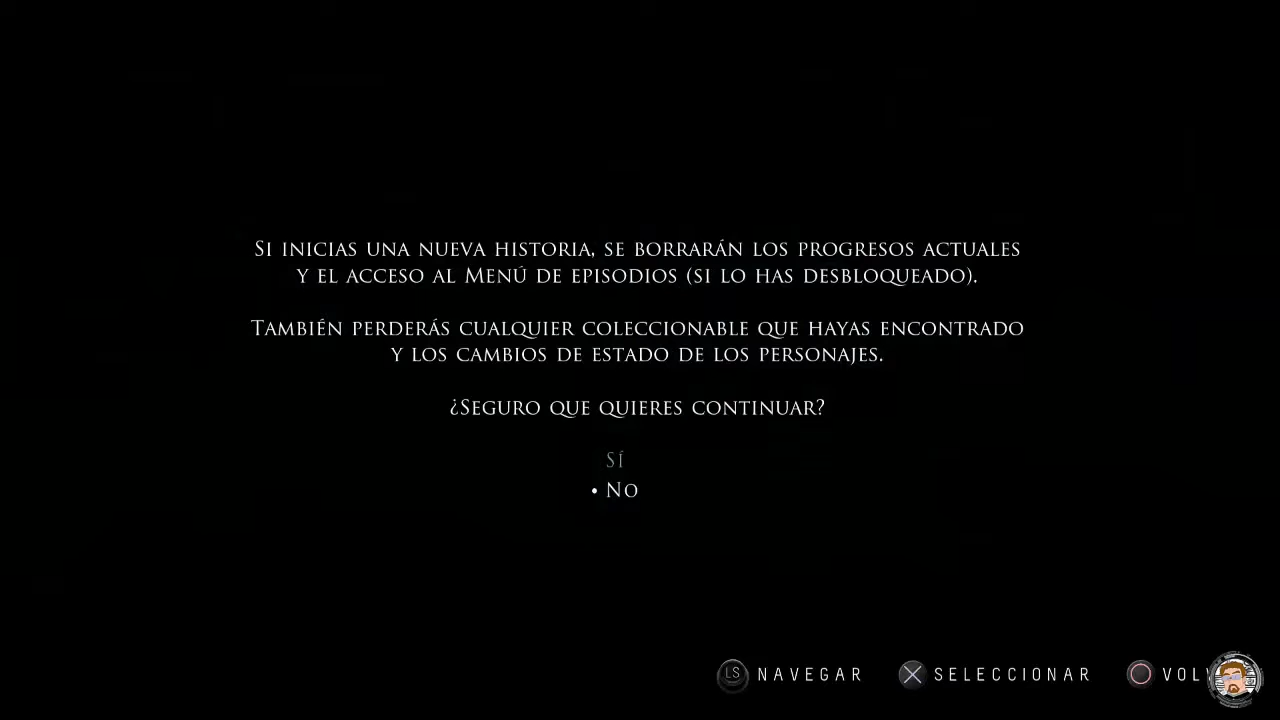 Si inicias una nueva historia, se borrarán los progresos actuales
y el acceso al Menú de episodios (si lo has desbloqueado).
También perderás cualquier coleccionable que hayas encontrado
y los cambios de estado de los personajes.
¿Seguro que quieres continuar?
Sí
• No
LS NAVEGAR SELECCIONAR